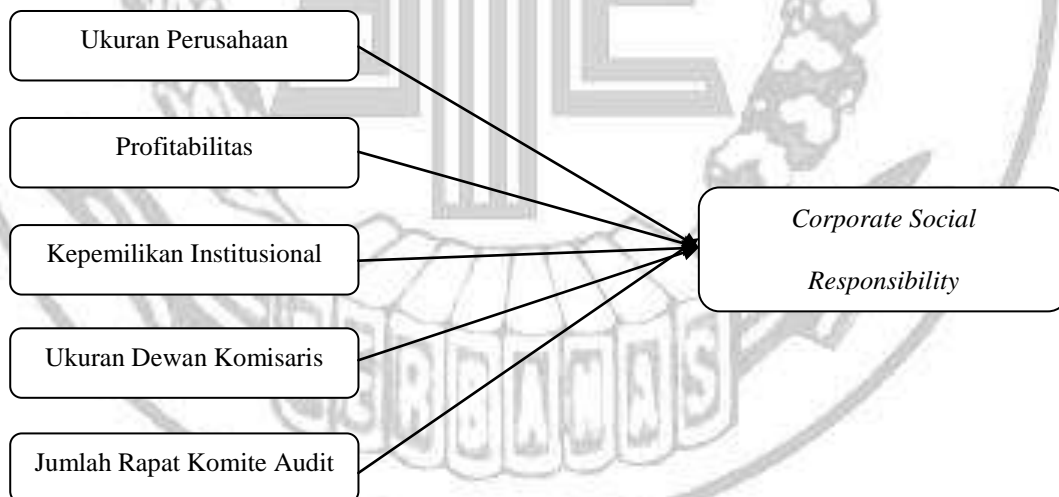 Ukuran Perusahaan
Profitabilitas
Kepemilikan Institusional
Ukuran Dewan Komisaris
Jumlah Rapat Komite Audit
Corporate Social
Responsibility